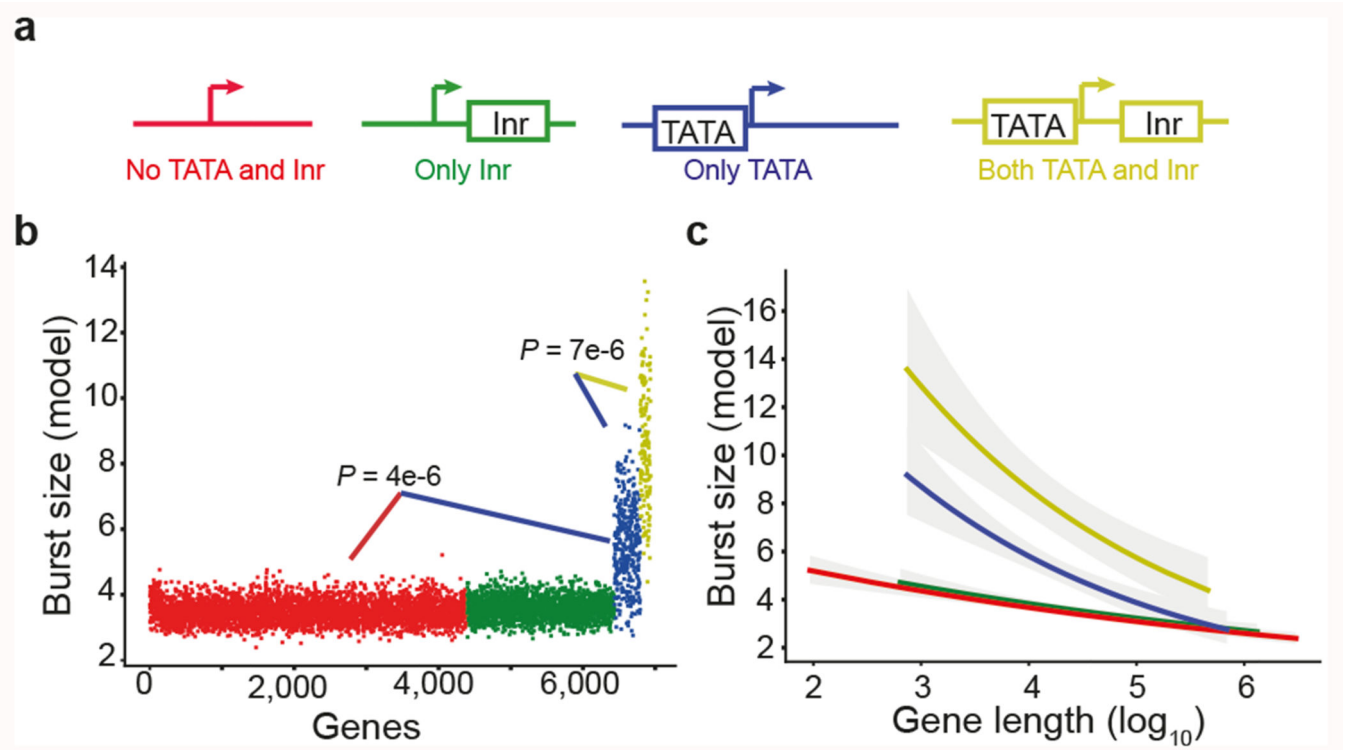 a
Inr
TATA
TATA
Inr
No TATA and Inr
Only Inr
Only TATA
Both TATA and Inr
b
Burst size (model)
14
12
10
8
6
4
2
P = 7e-6
P = 4e-6
0
2,000
4,000
6,000
Genes
c
Burst size (model)
16
14
12
10
8
6
4
2
2
3
4
5
6
Gene length (log10)